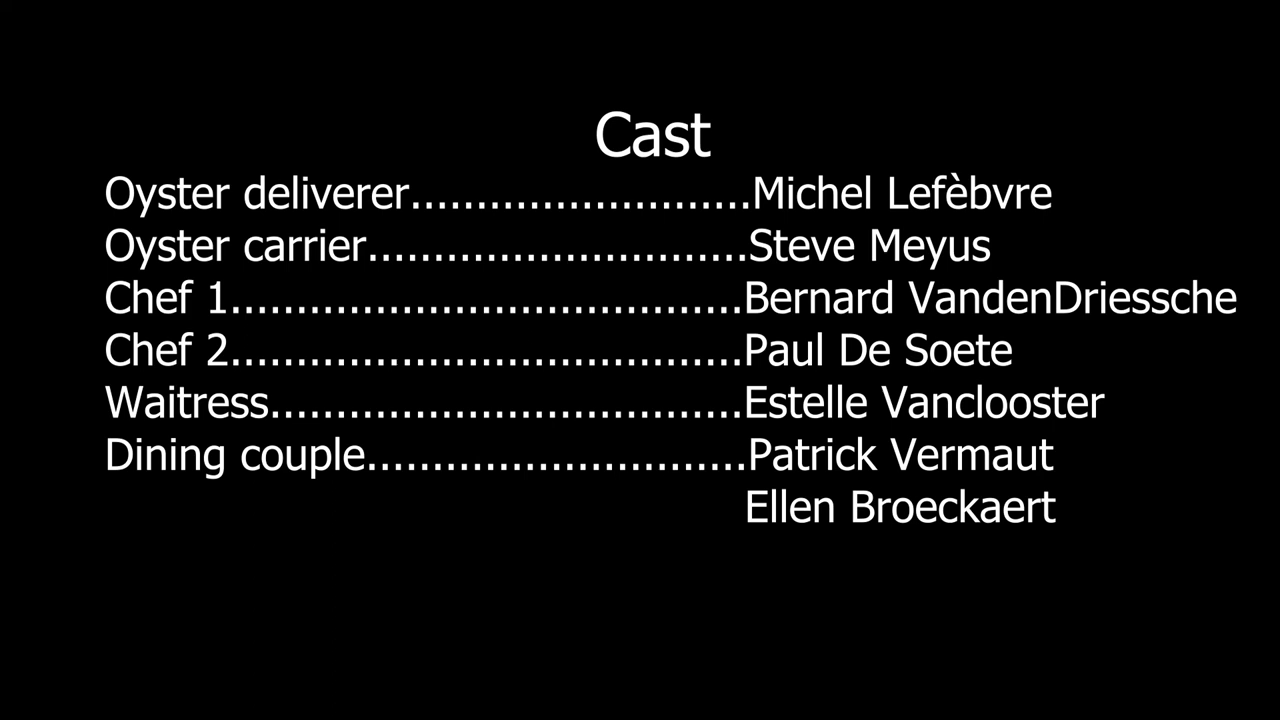 Cast
Oyster deliverer..........................Michel Lefèbvre
Oyster carrier.............................Steve Meyus
Chef 1.......................................Bernard VandenDriessche
Chef 2.......................................Paul De Soete
Waitress....................................Estelle Vanclooster
Dining couple.............................Patrick Vermaut
Ellen Broeckaert